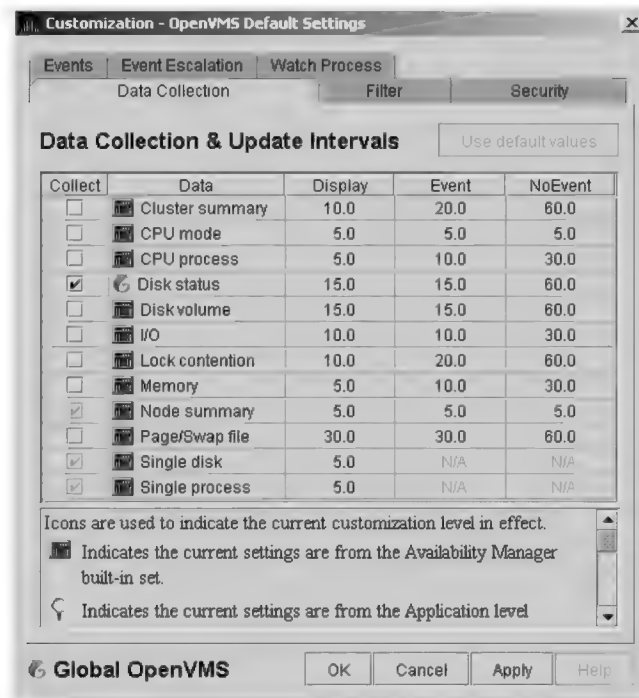 Customization - OpenVMS Default Settings
Events Event Escalation Watch Process
Data Collection Filter Security
Data Collection & Update Intervals Use default values
Collect Data Display Event NoEvent
Cluster summary 10.0 20.0 60.0
CPU mode 5.0 5.0 5.0
CPU process 5.0 10.0 30.0
Disk status 15.0 15.0 60.0
Disk volume 15.0 15.0 60.0
I/O 10.0 10.0 30.0
Lock contention 10.0 20.0 60.0
Memory 5.0 10.0 30.0
Node summary 5.0 5.0 5.0
Page/Swap file 30.0 30.0 60.0
Single disk 5.0 N/A N/A
Single process 5.0 N/A N/A
Icons are used to indicate the current customization level in effect.
Indicates the current settings are from the Availability Manager
built-in set.
Indicates the current settings are from the Application level
Global OpenVMS OK Cancel Apply Help